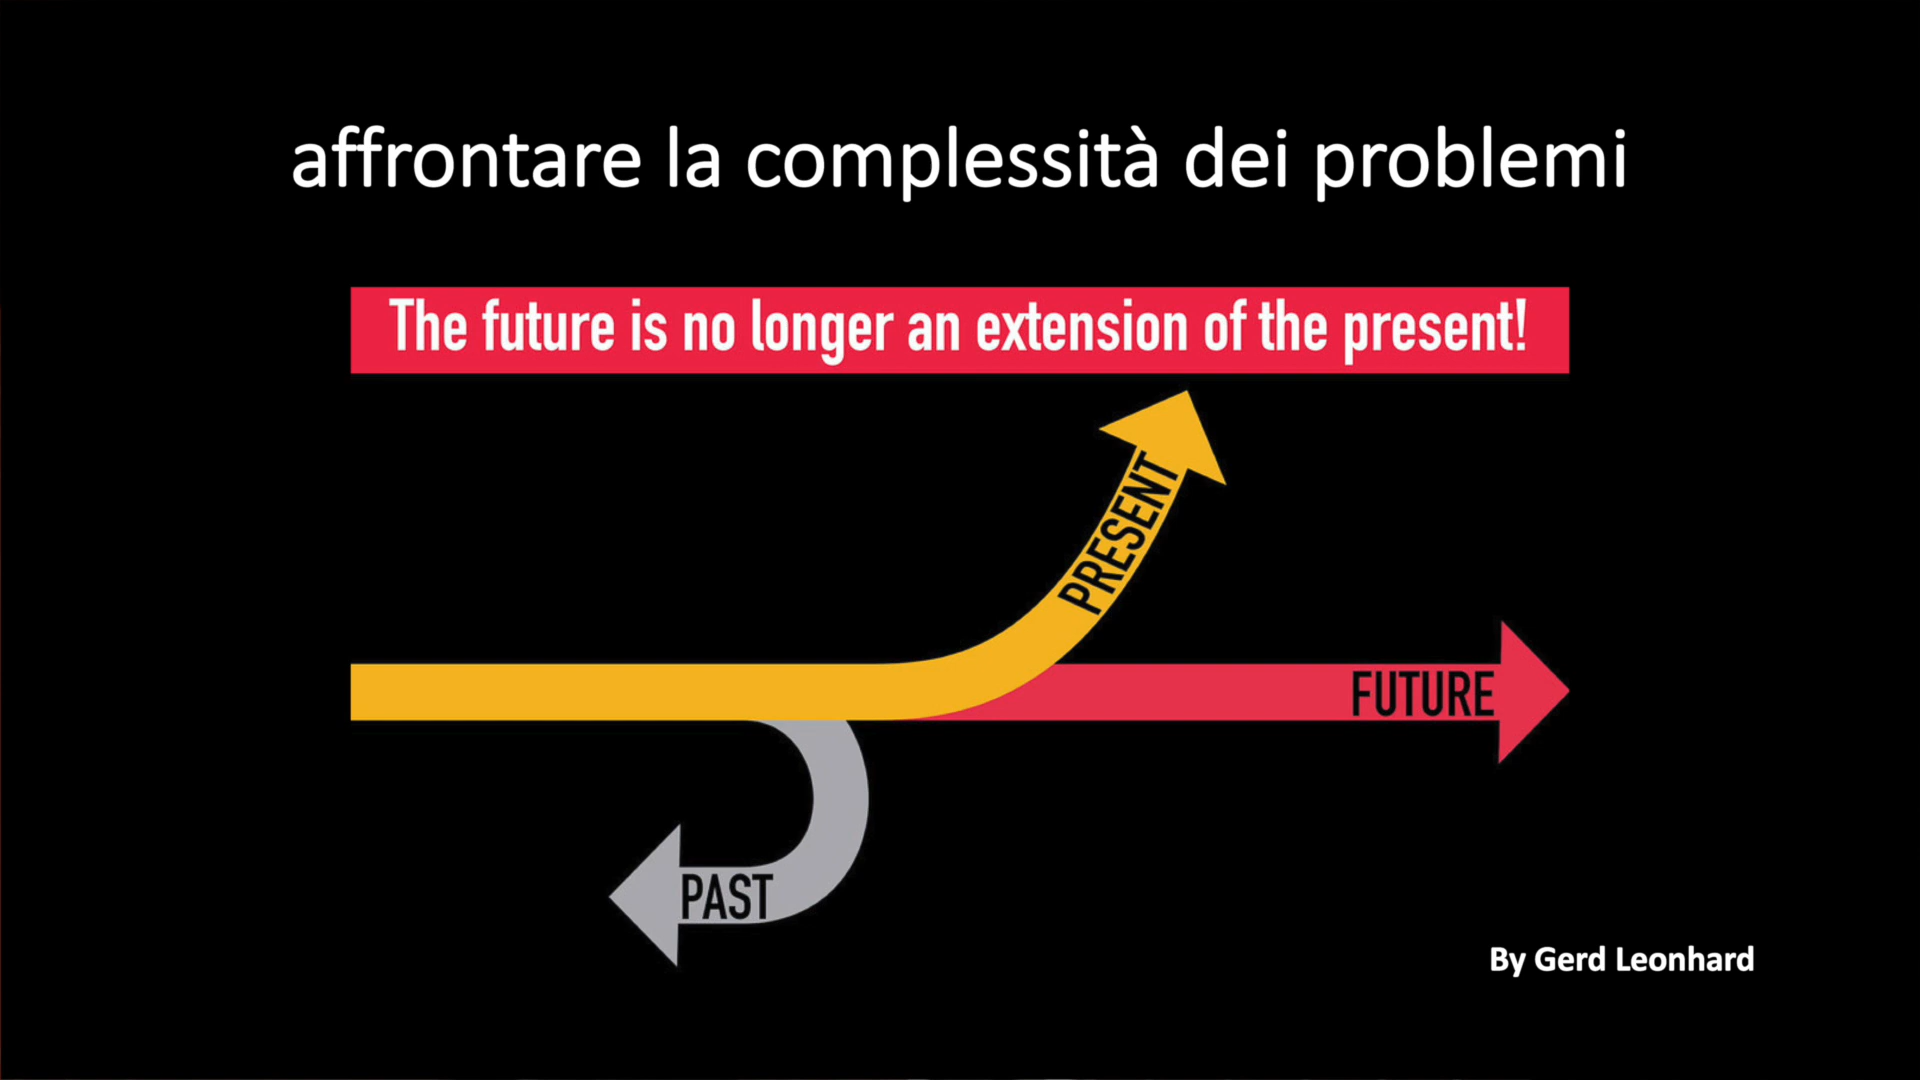 affrontare la complessità dei problemi
The future is no longer an extension of the present!
PRESENT
FUTURE
PAST
By Gerd Leonhard